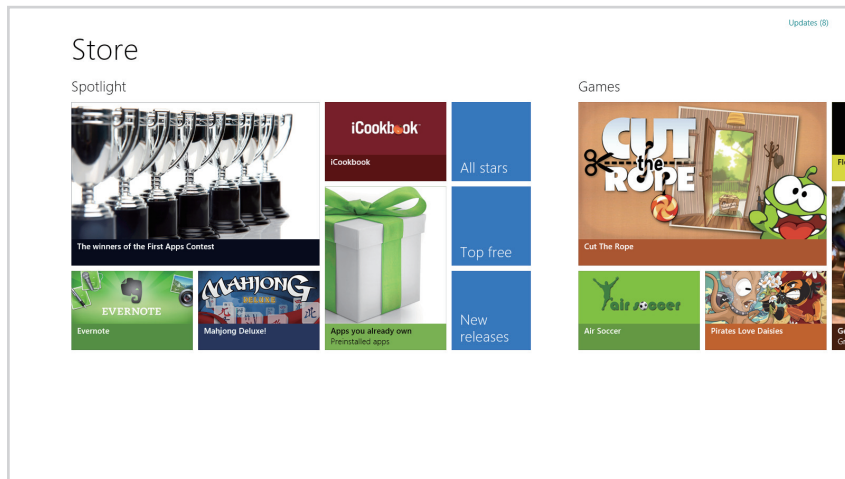 Updates (8)
Store
Spotlight
iCookbook
iCookbook
All stars
The winners of the First Apps Contest
Top free
EVERNOTE
Evernote
MAHJONG
DELUXE
Mahjong Deluxe!
Apps you already own
Preinstalled apps
New
releases
Games
CUT
the
ROPE
Cut The Rope
air soccer
Air Soccer
Pirates Love Daisies